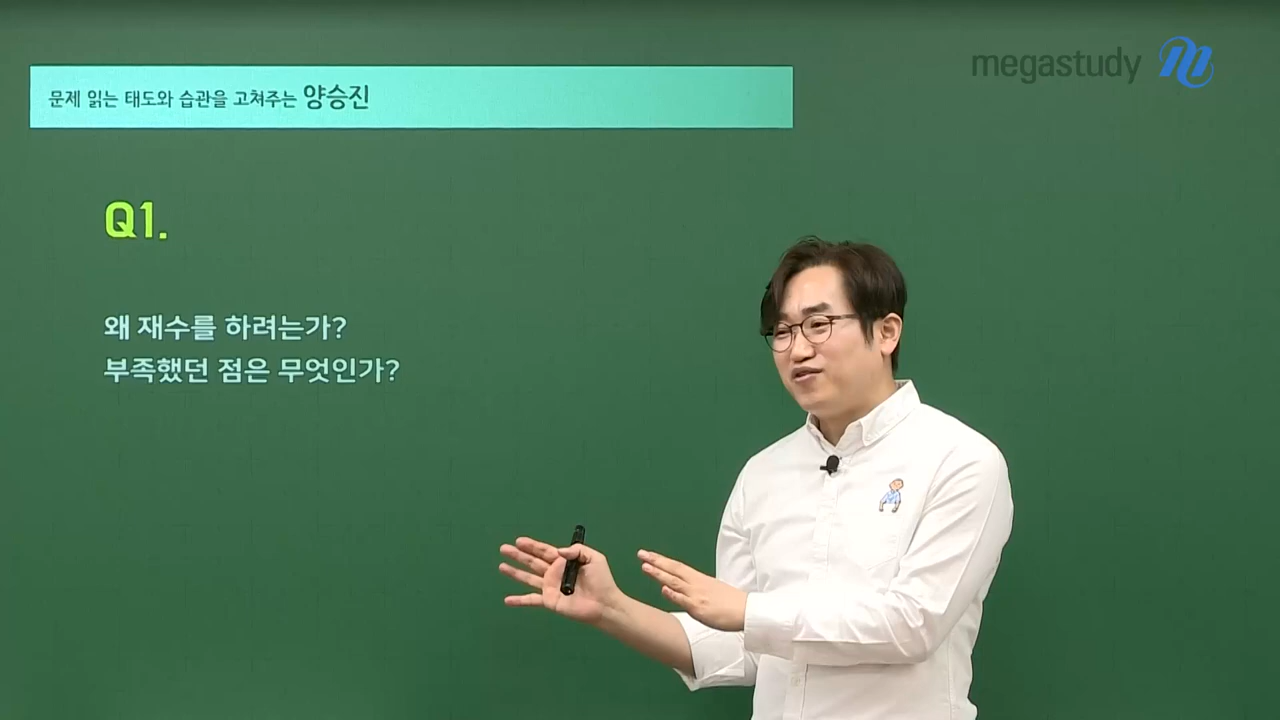 megastudy
문제 읽는 태도와 습관을 고쳐주는 양승진
Q1.
왜 재수를 하려는가?
부족했던 점은 무엇인가?